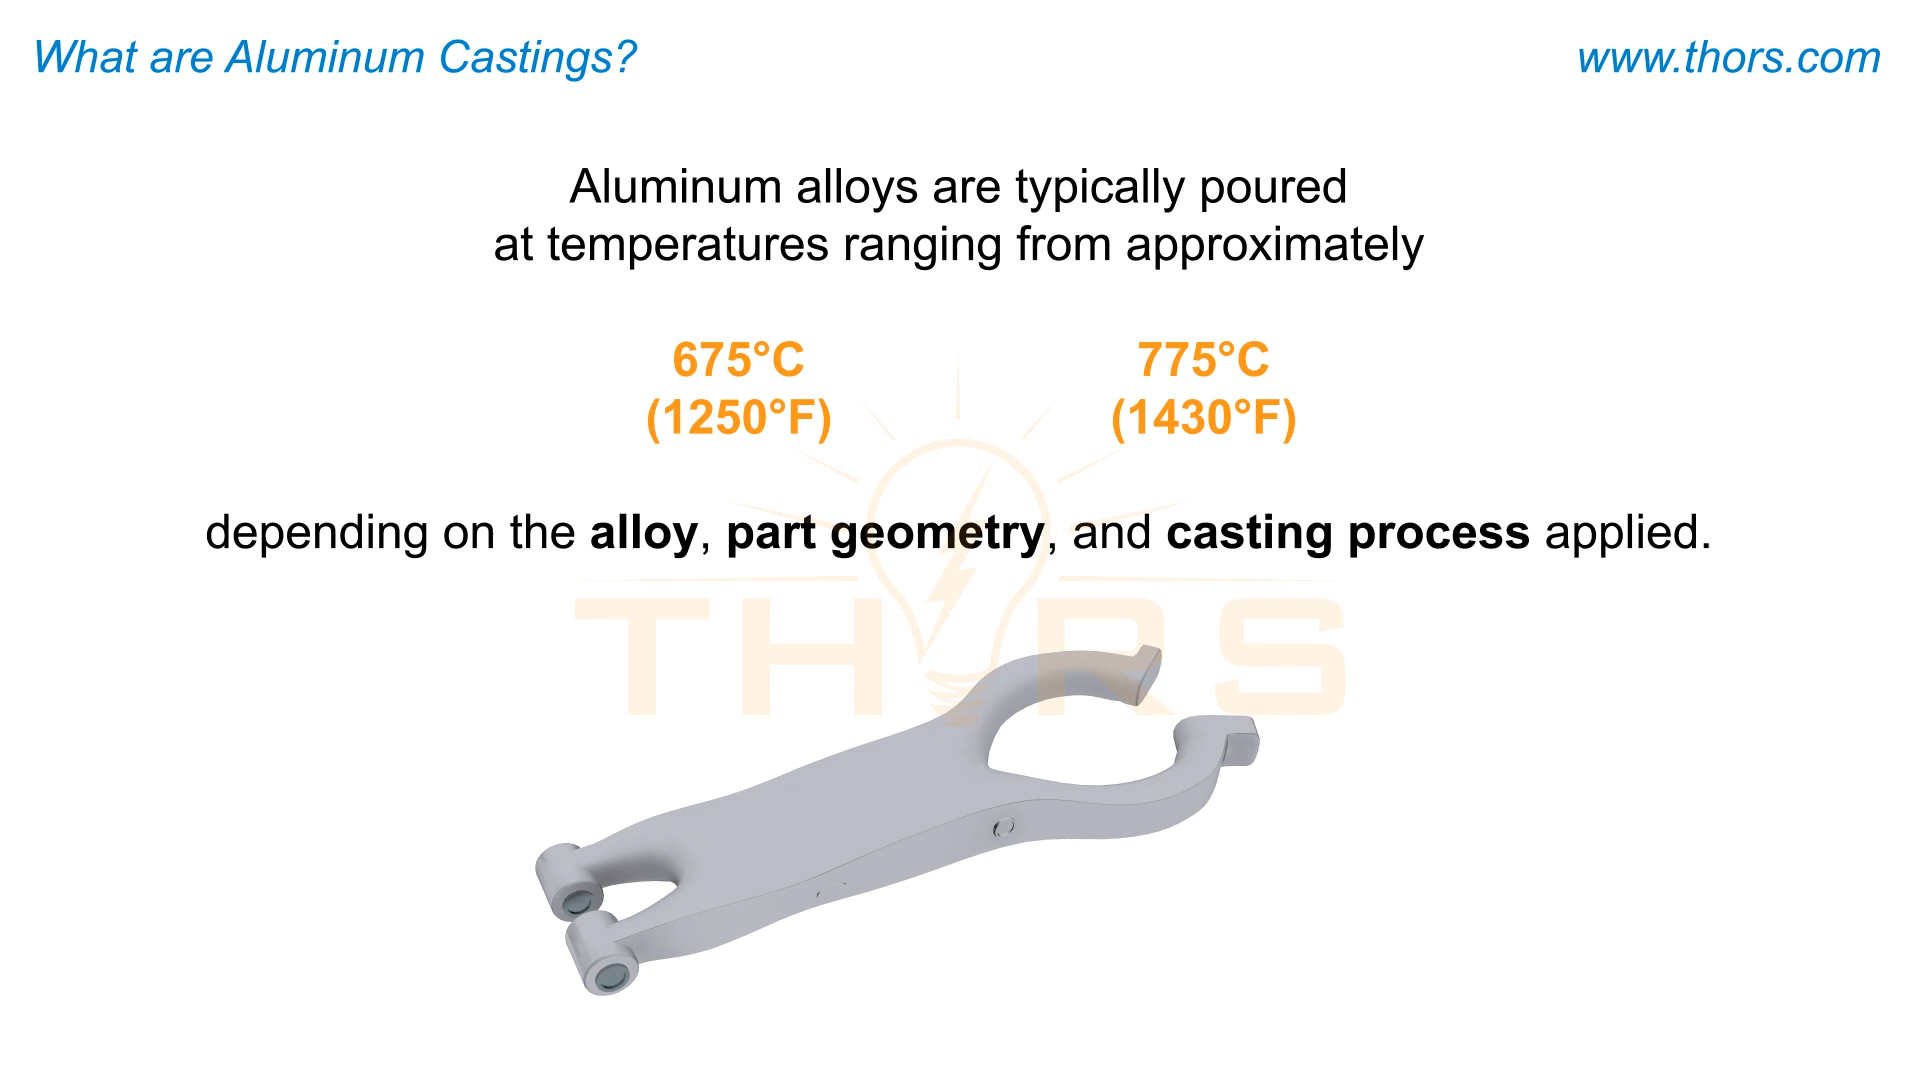 What are Aluminum Castings?
www.thors.com
Aluminum alloys are typically poured
at temperatures ranging from approximately
675°C
(1250°F)
775°C
(1430°F)
depending on the alloy, part geometry, and casting process applied.
THORS